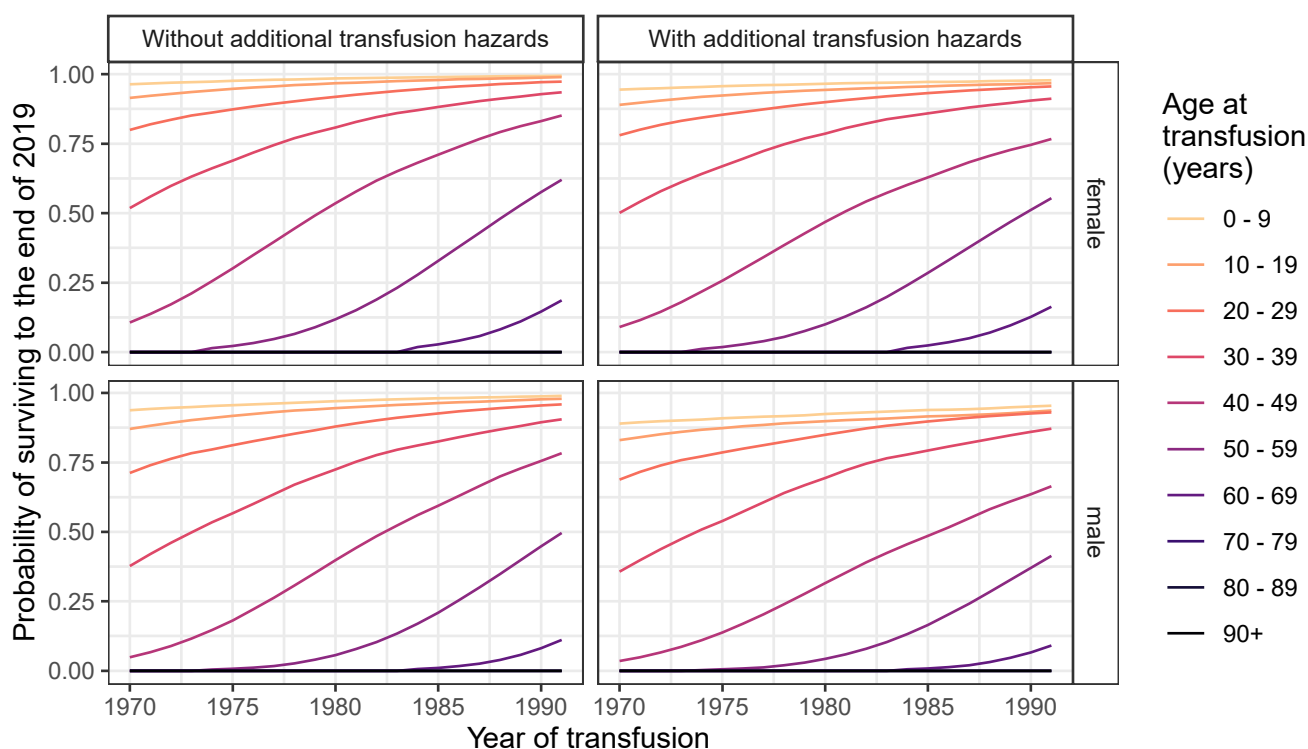 Without additional transfusion hazards
With additional transfusion hazards
Probability of surviving to the end of 2019
1.00
0.75
0.50
0.25
0.00
female
1.00
0.75
0.50
0.25
0.00
male
1970 1975 1980 1985 1990
1970 1975 1980 1985 1990
Year of transfusion
Age at
transfusion
(years)
0 - 9
10 - 19
20 - 29
30 - 39
40 - 49
50 - 59
60 - 69
70 - 79
80 - 89
90+